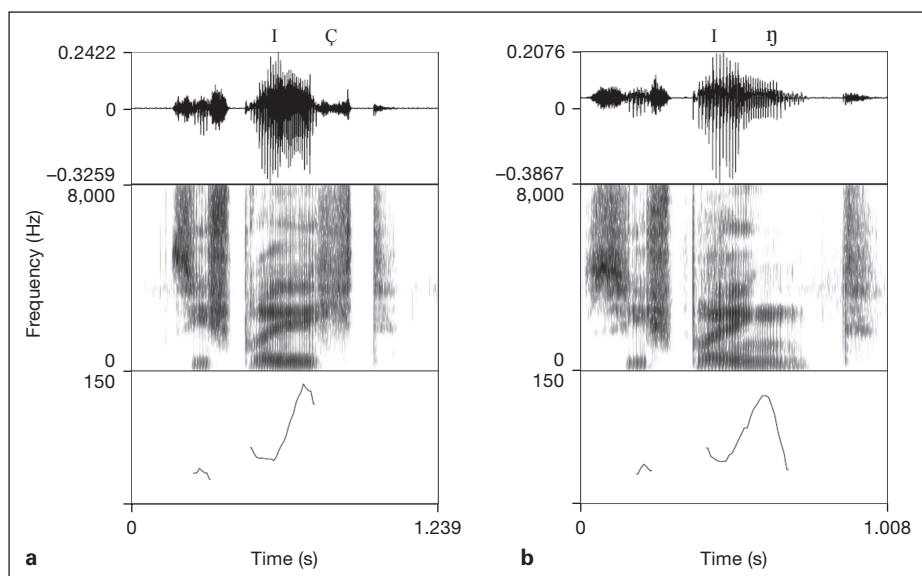 I Ç
0.2422
0
–0.3259
8,000
Frequency (Hz)
0
150
0
1.239
Time (s)
a
I ŋ
0.2076
0
–0.3867
8,000
0
150
0
1.008
Time (s)
b